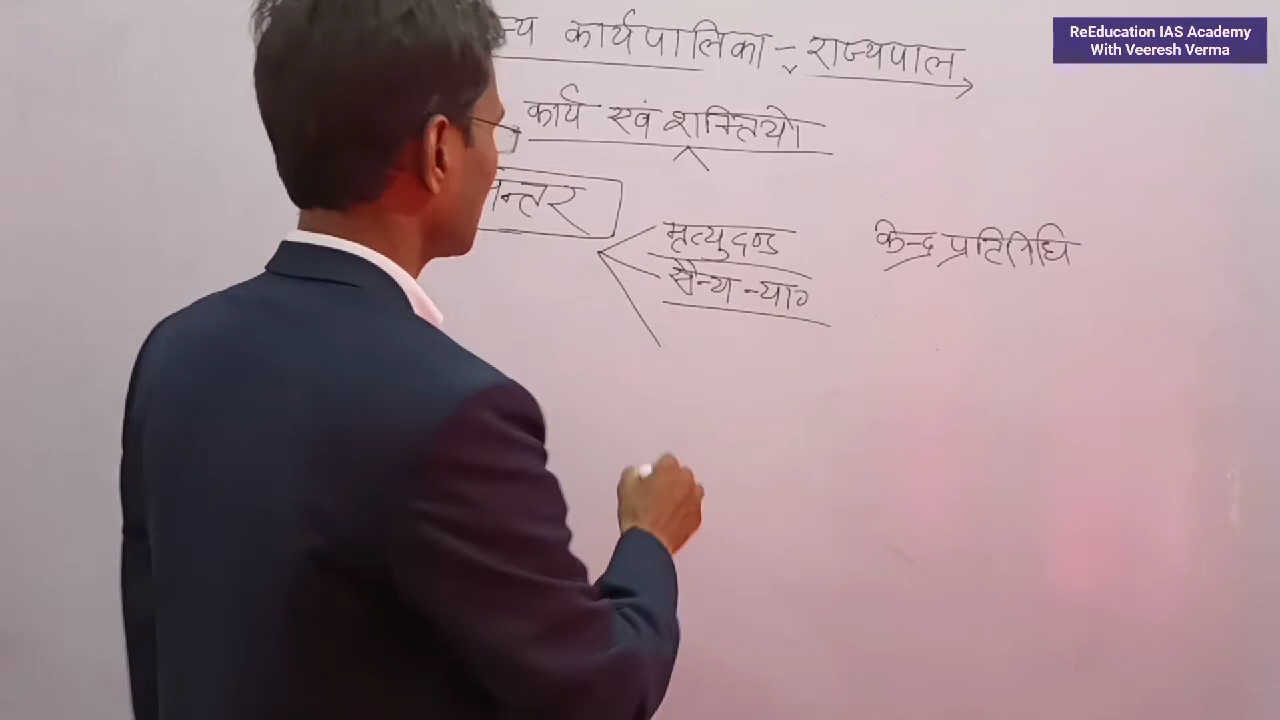 ReEducation IAS Academy
With Veeresh Verma
कार्यपालिका - राज्यपाल
कार्य एवं शक्तियो
न्तर
मृत्युदण्ड
केन्द्र प्रतिनिधि
सैन्य न्याय